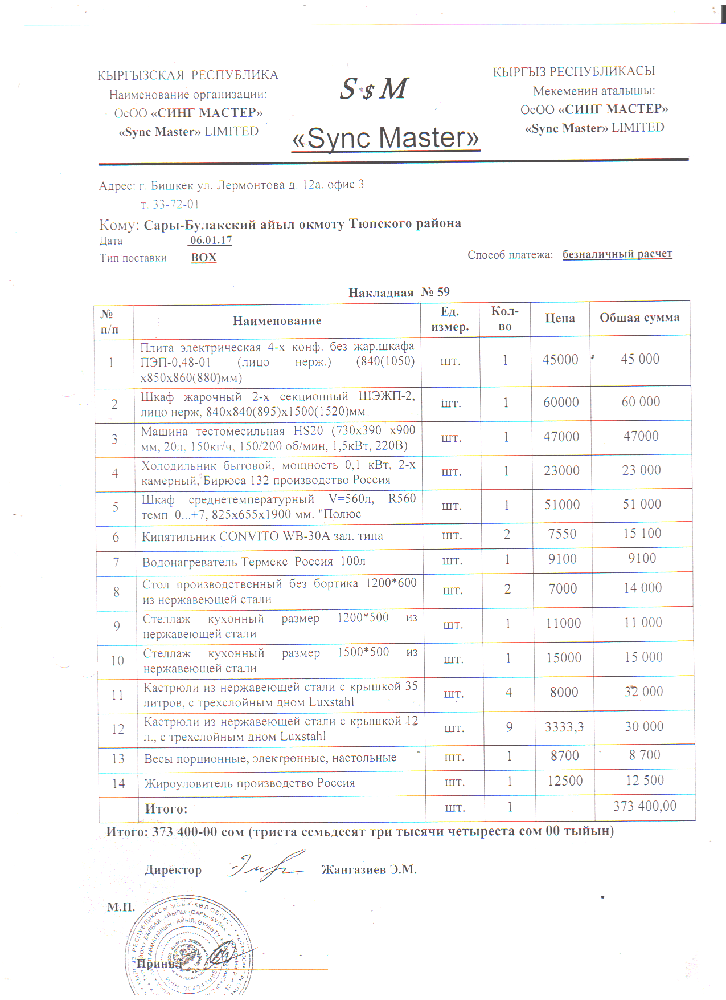 КЫРГЫЗСКАЯ РЕСПУБЛИКА
Наименование организации:
ОсОО «СИНГ МАСТЕР»
«Sync Master» LIMITED
S $ M
«Sync Master»
КЫРГЫЗ РЕСПУБЛИКАСЫ
Мекеменин аталышы:
ОсОО «СИНГ МАСТЕР»
«Sync Master» LIMITED
Адрес: г. Бишкек ул. Лермонтова д. 12а. офис 3
т. 33-72-01
Кому: Сары-Булакский айыл окмоту Тюпского района
Дата 06.01.17
Тип поставки BOX Способ платежа: безналичный расчет
Накладная № 59
№ п/п Наименование Ед. измер. Кол-во Цена Общая сумма
1 Плита электрическая 4-х конф. без жар.шкафа
ПЭП-0,48-01 (лицо нерж.) (840(1050) шт. 1 45000 45 000
х850х860(880)мм)
2 Шкаф жарочный 2-х секционный ШЭЖП-2,
лицо нерж, 840х840(895)х1500(1520)мм шт. 1 60000 60 000
3 Машина тестомесильная HS20 (730х390 х900
мм, 20л, 150кг/ч, 150/200 об/мин, 1,5кВт, 220В) шт. 1 47000 47000
4 Холодильник бытовой, мощность 0,1 кВт, 2-х
камерный, Бирюса 132 производство Россия шт. 1 23000 23 000
5 Шкаф среднетемпературный V=560л, R560
темп 0...+7, 825х655х1900 мм. "Полюс шт. 1 51000 51 000
6 Кипятильник CONVITO WB-30A зал. типа шт. 2 7550 15 100
7 Водонагреватель Термекс Россия 100л шт. 1 9100 9100
8 Стол производственный без бортика 1200*600
из нержавеющей стали шт. 2 7000 14 000
9 Стеллаж кухонный размер 1200*500 из
нержавеющей стали шт. 1 11000 11 000
10 Стеллаж кухонный размер 1500*500 из
нержавеющей стали шт. 1 15000 15 000
11 Кастрюли из нержавеющей стали с крышкой 35
литров, с трехслойным дном Luxstahl шт. 4 8000 32 000
12 Кастрюли из нержавеющей стали с крышкой 12
л., с трехслойным дном Luxstahl шт. 9 3333,3 30 000
13 Весы порционные, электронные, настольные шт. 1 8700 8 700
14 Жироуловитель производство Россия шт. 1 12500 12 500
Итого: шт. 1 373 400,00
Итого: 373 400-00 сом (триста семьдесят три тысячи четыреста сом 00 тыйын)
Директор Жангазиев Э.М.
М.П.
Принял